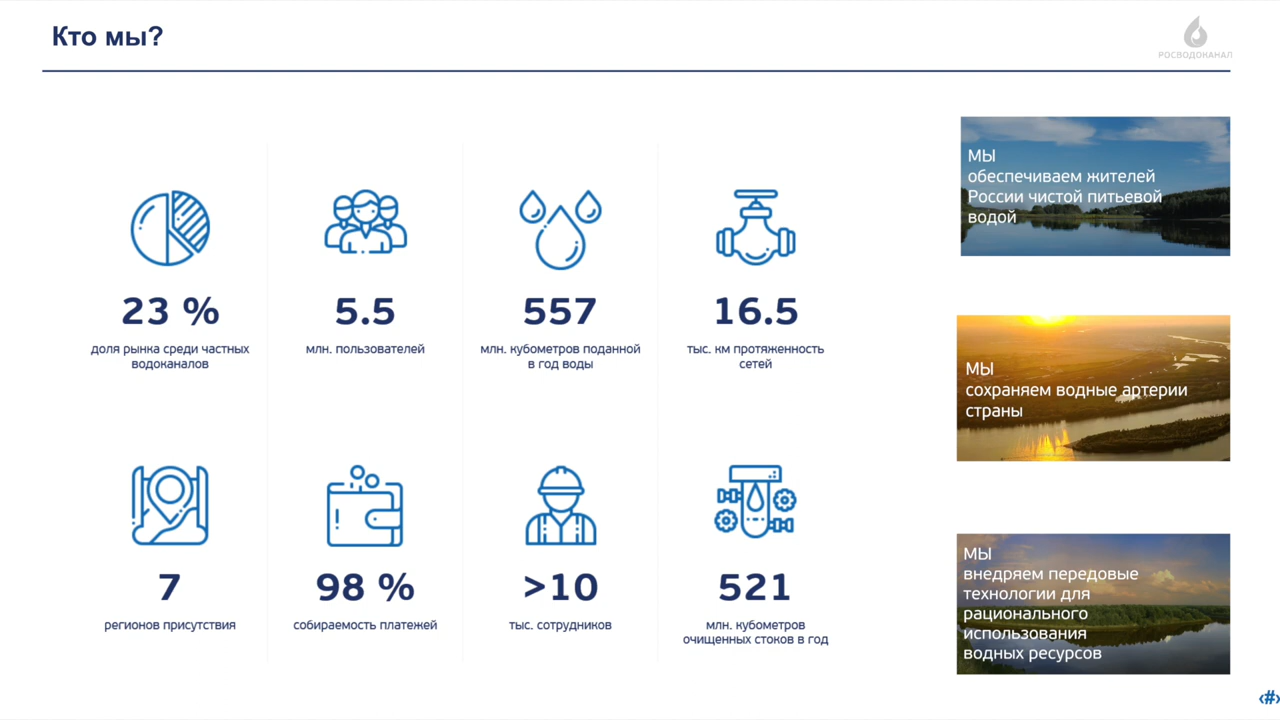 Кто мы?
РОСВОДОКАНАЛ
23 %
доля рынка среди частных
водоканалов
5.5
млн. пользователей
557
млн. кубометров поданной
в год воды
16.5
тыс. км протяженность
сетей
7
регионов присутствия
98 %
собираемость платежей
>10
тыс. сотрудников
521
млн. кубометров
очищенных стоков в год
МЫ
обеспечиваем жителей
России чистой питьевой
водой
МЫ
сохраняем водные артерии
страны
МЫ
внедряем передовые
технологии для
рационального
использования
водных ресурсов
‹#›